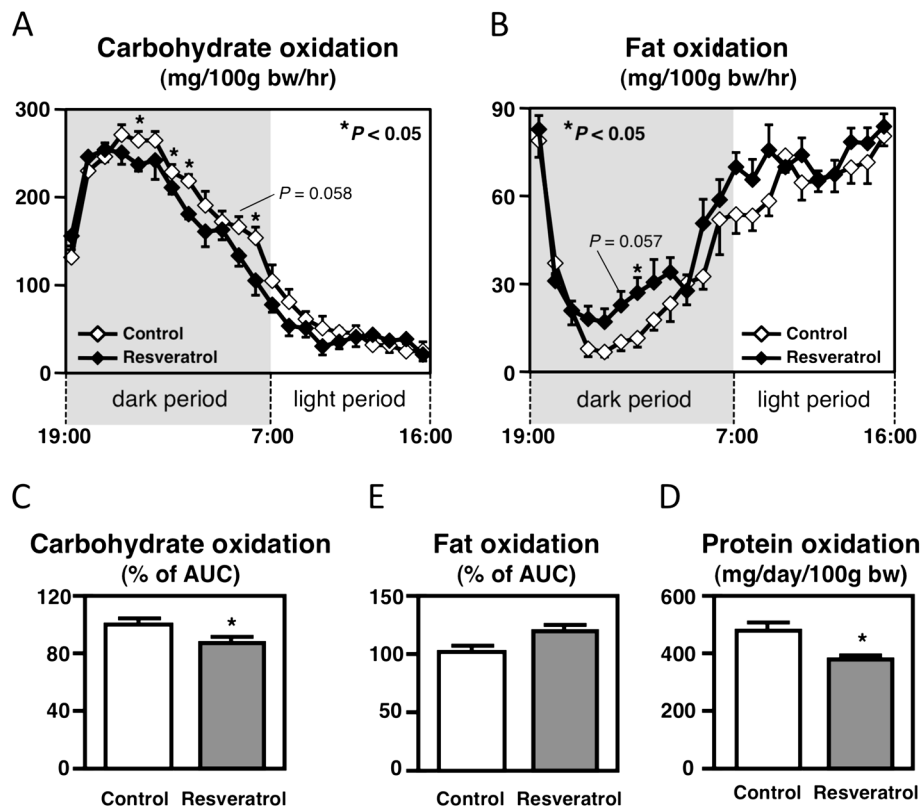 A
Carbohydrate oxidation
(mg/100g bw/hr)
300
200
100
0
*
*
*
*
* P < 0.05
P = 0.058
Control
Resveratrol
dark period
light period
19:00
7:00
16:00
B
Fat oxidation
(mg/100g bw/hr)
90
60
30
0
* P < 0.05
P = 0.057
*
Control
Resveratrol
dark period
light period
19:00
7:00
16:00
C
Carbohydrate oxidation
(% of AUC)
120
80
40
0
*
Control Resveratrol
E
Fat oxidation
(% of AUC)
150
100
50
0
Control Resveratrol
D
Protein oxidation
(mg/day/100g bw)
600
400
200
0
*
Control Resveratrol